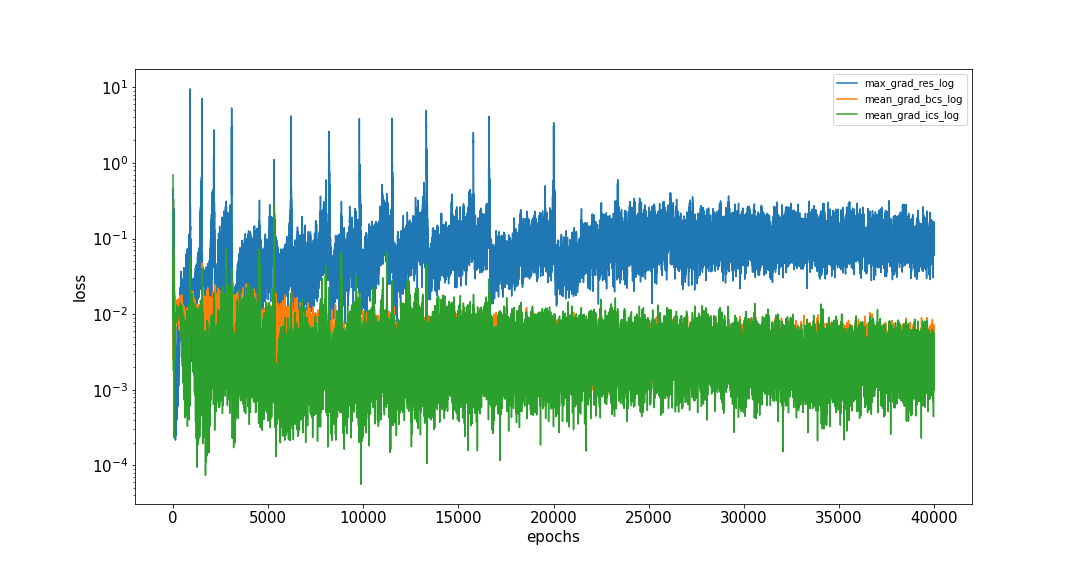 max_grad_res_log
mean_grad_bcs_log
mean_grad_ics_log
10¹
10⁰
10⁻¹
10⁻²
10⁻³
10⁻⁴
loss
0 5000 10000 15000 20000 25000 30000 35000 40000
epochs